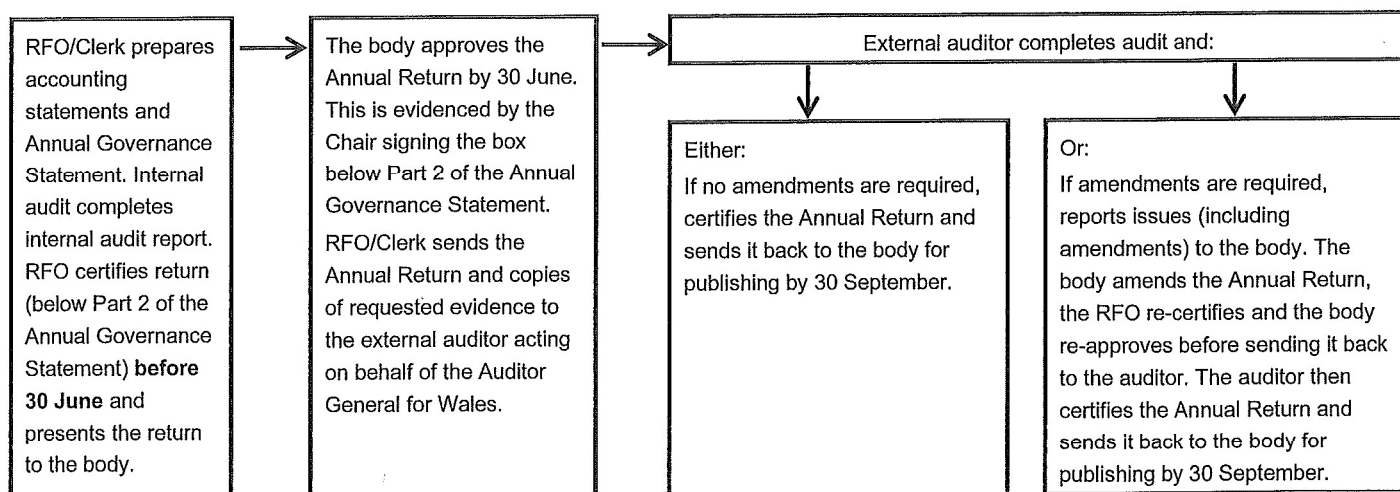 RFO/Clerk prepares
accounting
statements and
Annual Governance
Statement. Internal
audit completes
internal audit report.
RFO certifies return
(below Part 2 of the
Annual Governance
Statement) before
30 June and
presents the return
to the body.
The body approves the
Annual Return by 30 June.
This is evidenced by the
Chair signing the box
below Part 2 of the Annual
Governance Statement.
RFO/Clerk sends the
Annual Return and copies
of requested evidence to
the external auditor acting
on behalf of the Auditor
General for Wales.
External auditor completes audit and:
Either:
If no amendments are required,
certifies the Annual Return and
sends it back to the body for
publishing by 30 September.
Or:
If amendments are required,
reports issues (including
amendments) to the body. The
body amends the Annual Return,
the RFO re-certifies and the body
re-approves before sending it back
to the auditor. The auditor then
certifies the Annual Return and
sends it back to the body for
publishing by 30 September.